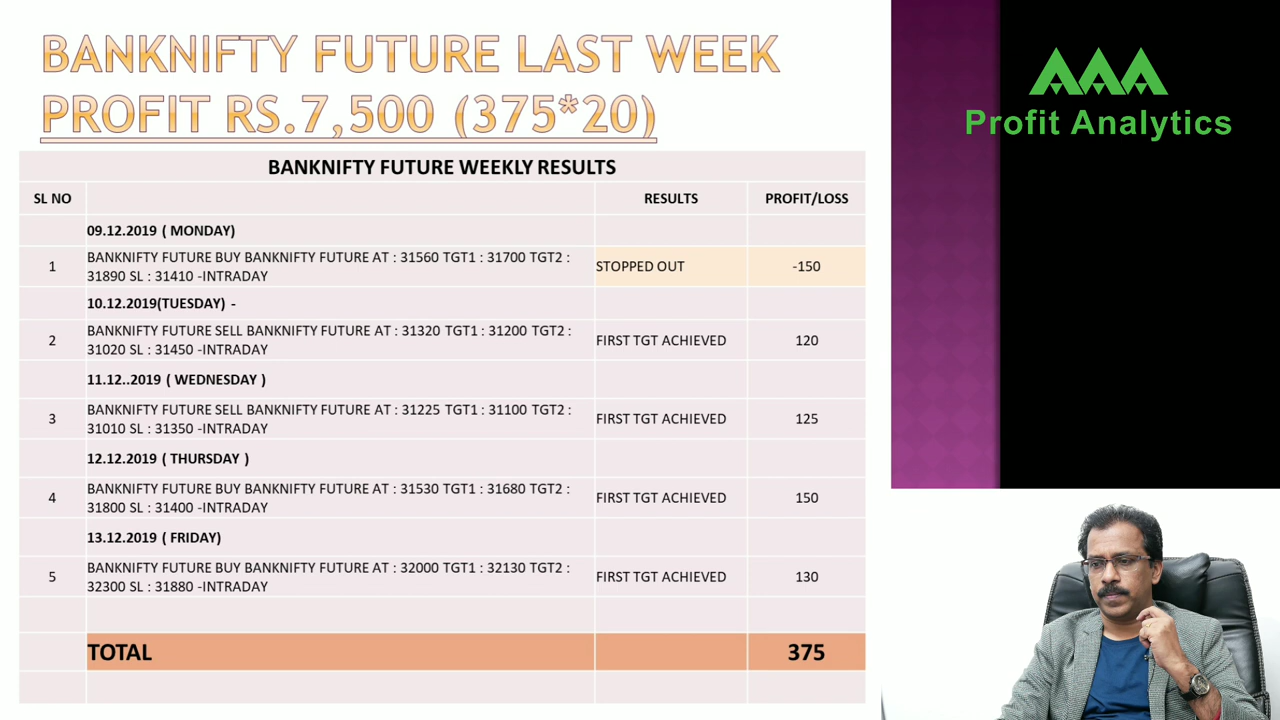 BANKNIFTY FUTURE LAST WEEK
PROFIT RS.7,500 (375*20)
BANKNIFTY FUTURE WEEKLY RESULTS
SL NO RESULTS PROFIT/LOSS
09.12.2019 ( MONDAY)
1 BANKNIFTY FUTURE BUY BANKNIFTY FUTURE AT : 31560 TGT1 : 31700 TGT2 :
31890 SL : 31410 -INTRADAY STOPPED OUT -150
10.12.2019(TUESDAY) -
2 BANKNIFTY FUTURE SELL BANKNIFTY FUTURE AT : 31320 TGT1 : 31200 TGT2 :
31020 SL : 31450 -INTRADAY FIRST TGT ACHIEVED 120
11.12..2019 ( WEDNESDAY )
3 BANKNIFTY FUTURE SELL BANKNIFTY FUTURE AT : 31225 TGT1 : 31100 TGT2 :
31010 SL : 31350 -INTRADAY FIRST TGT ACHIEVED 125
12.12.2019 ( THURSDAY )
4 BANKNIFTY FUTURE BUY BANKNIFTY FUTURE AT : 31530 TGT1 : 31680 TGT2 :
31800 SL : 31400 -INTRADAY FIRST TGT ACHIEVED 150
13.12.2019 ( FRIDAY)
5 BANKNIFTY FUTURE BUY BANKNIFTY FUTURE AT : 32000 TGT1 : 32130 TGT2 :
32300 SL : 31880 -INTRADAY FIRST TGT ACHIEVED 130
TOTAL 375
AAA
Profit Analytics